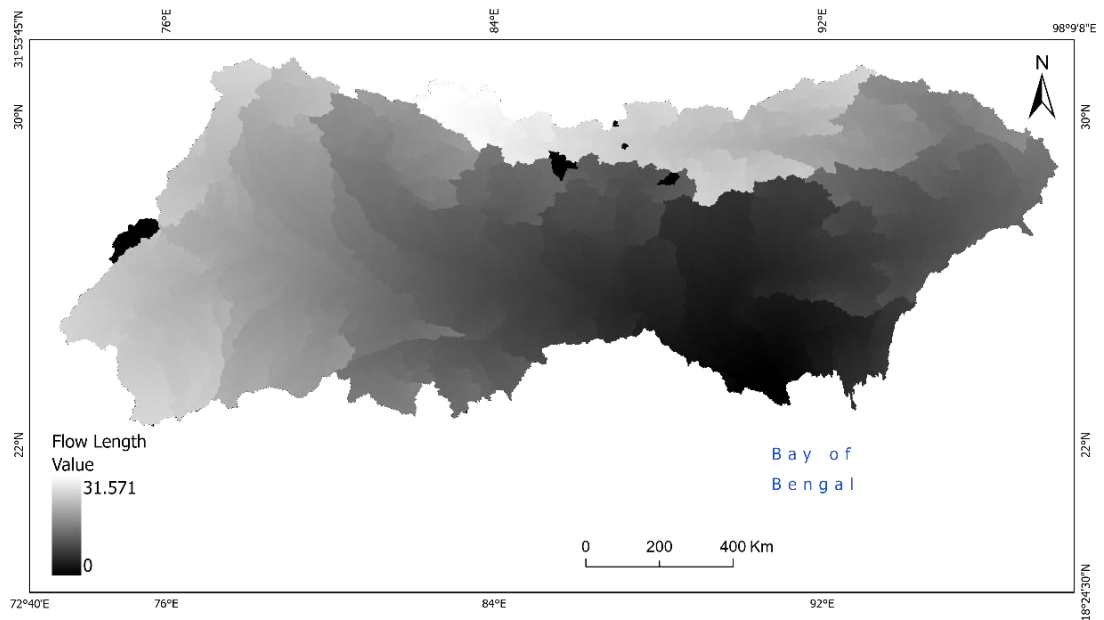 76°E
84°E
92°E
98°9'8"E
31°53'45"N
N
30°N
30°N
22°N
22°N
Flow Length
Value
31.571
0
Bay of
Bengal
0 200 400 Km
18°24'30"N
72°40'E
76°E
84°E
92°E